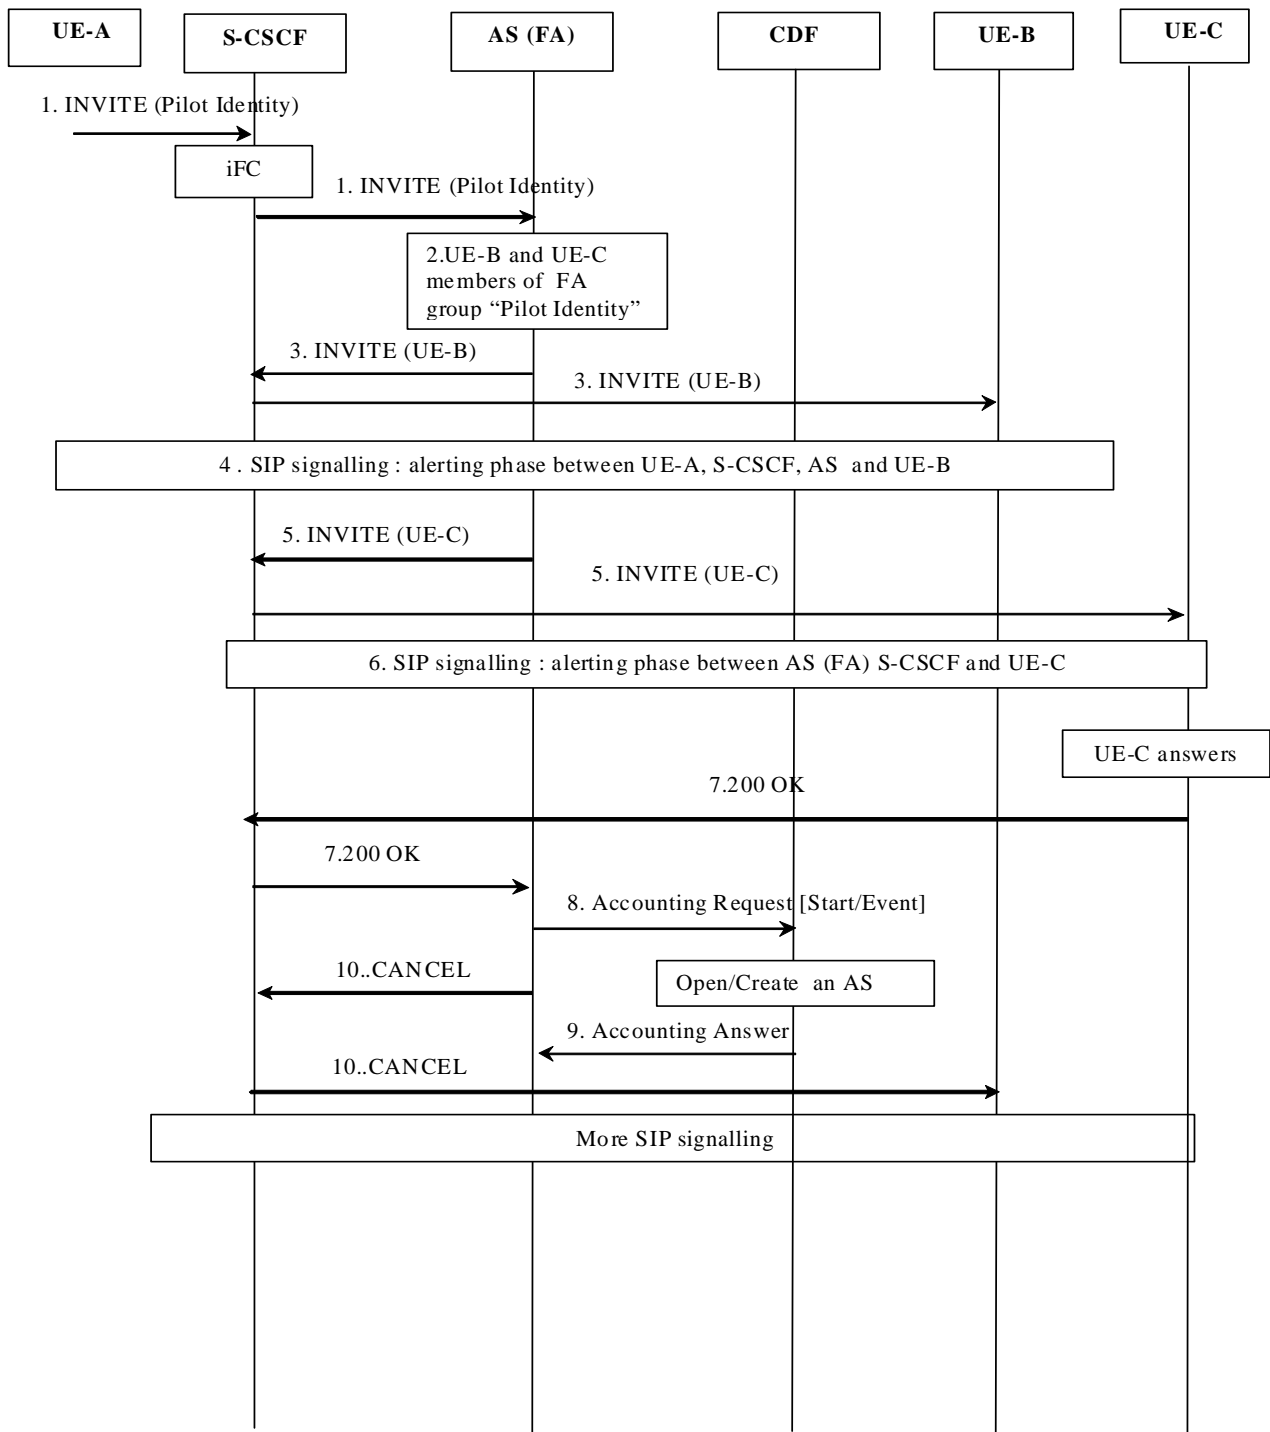 UE-A
S-CSCF
AS (FA)
CDF
UE-B
UE-C
1. INVITE (Pilot Identity)
iFC
1. INVITE (Pilot Identity)
2.UE-B and UE-C
members of FA
group “Pilot Identity”
3. INVITE (UE-B)
3. INVITE (UE-B)
4 . SIP signalling : alerting phase between UE-A, S-CSCF, AS and UE-B
5. INVITE (UE-C)
5. INVITE (UE-C)
6. SIP signalling : alerting phase between AS (FA) S-CSCF and UE-C
UE-C answers
7.200 OK
7.200 OK
8. Accounting Request [Start/Event]
10..CANCEL
Open/Create an AS
9. Accounting Answer
10..CANCEL
More SIP signalling